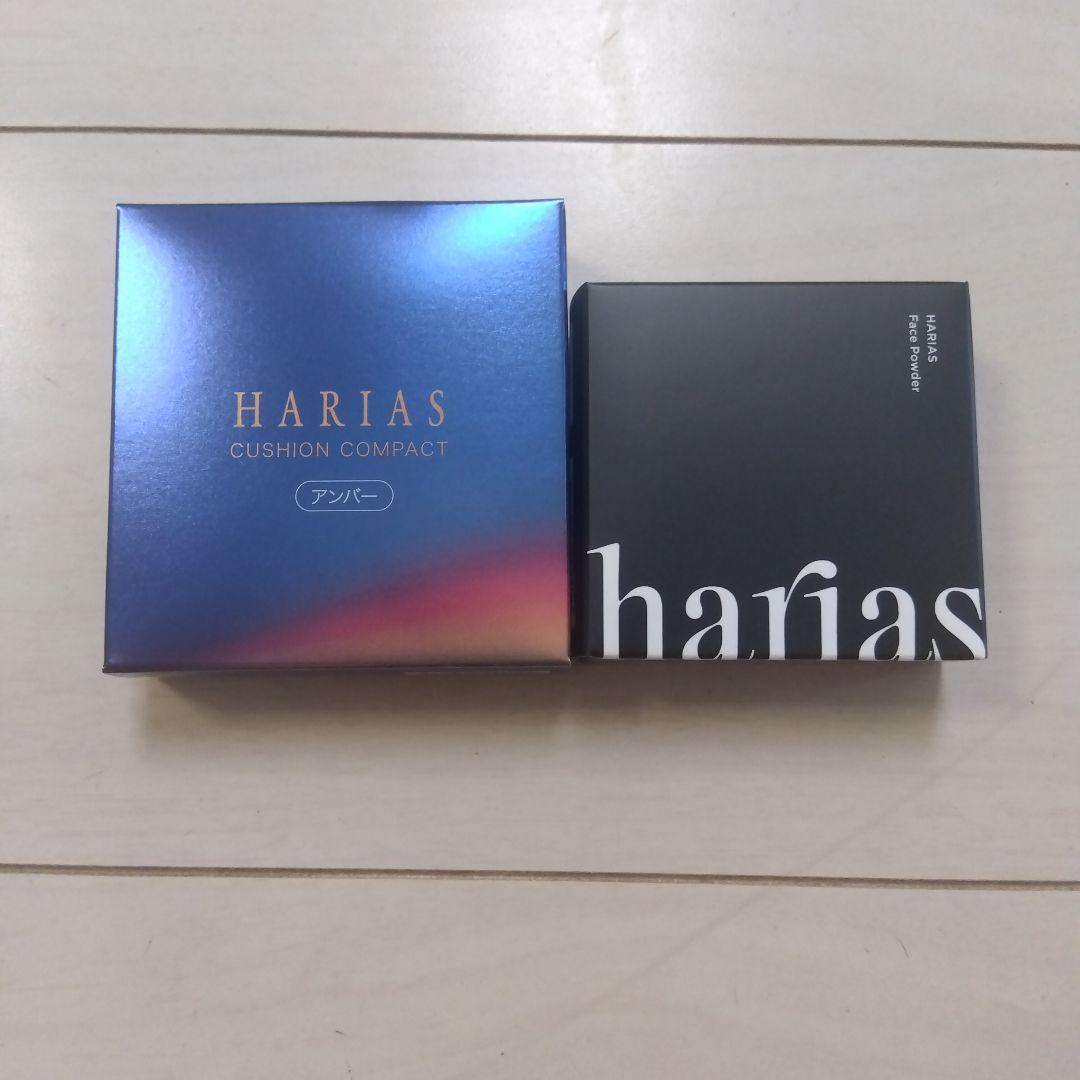 HARIAS
CUSHION COMPACT
アンバー
HARIAS
Face Powder
harias